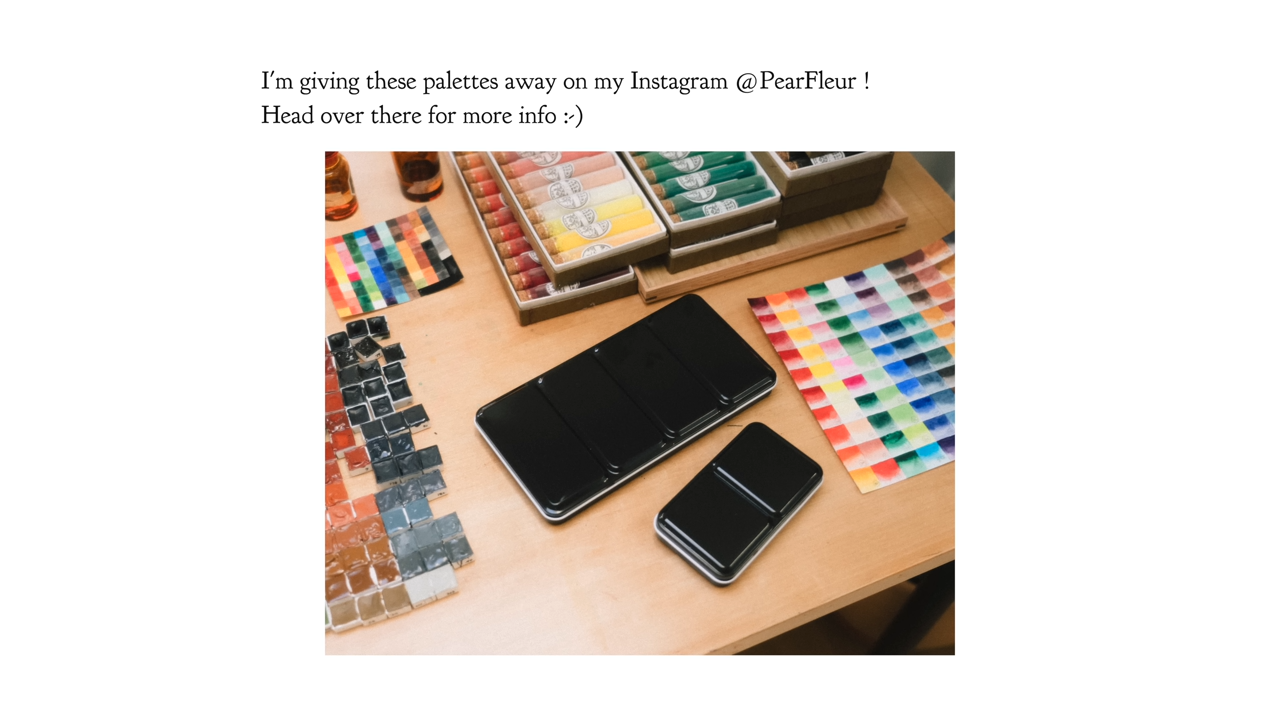 I'm giving these palettes away on my Instagram @PearFleur !
Head over there for more info :-)